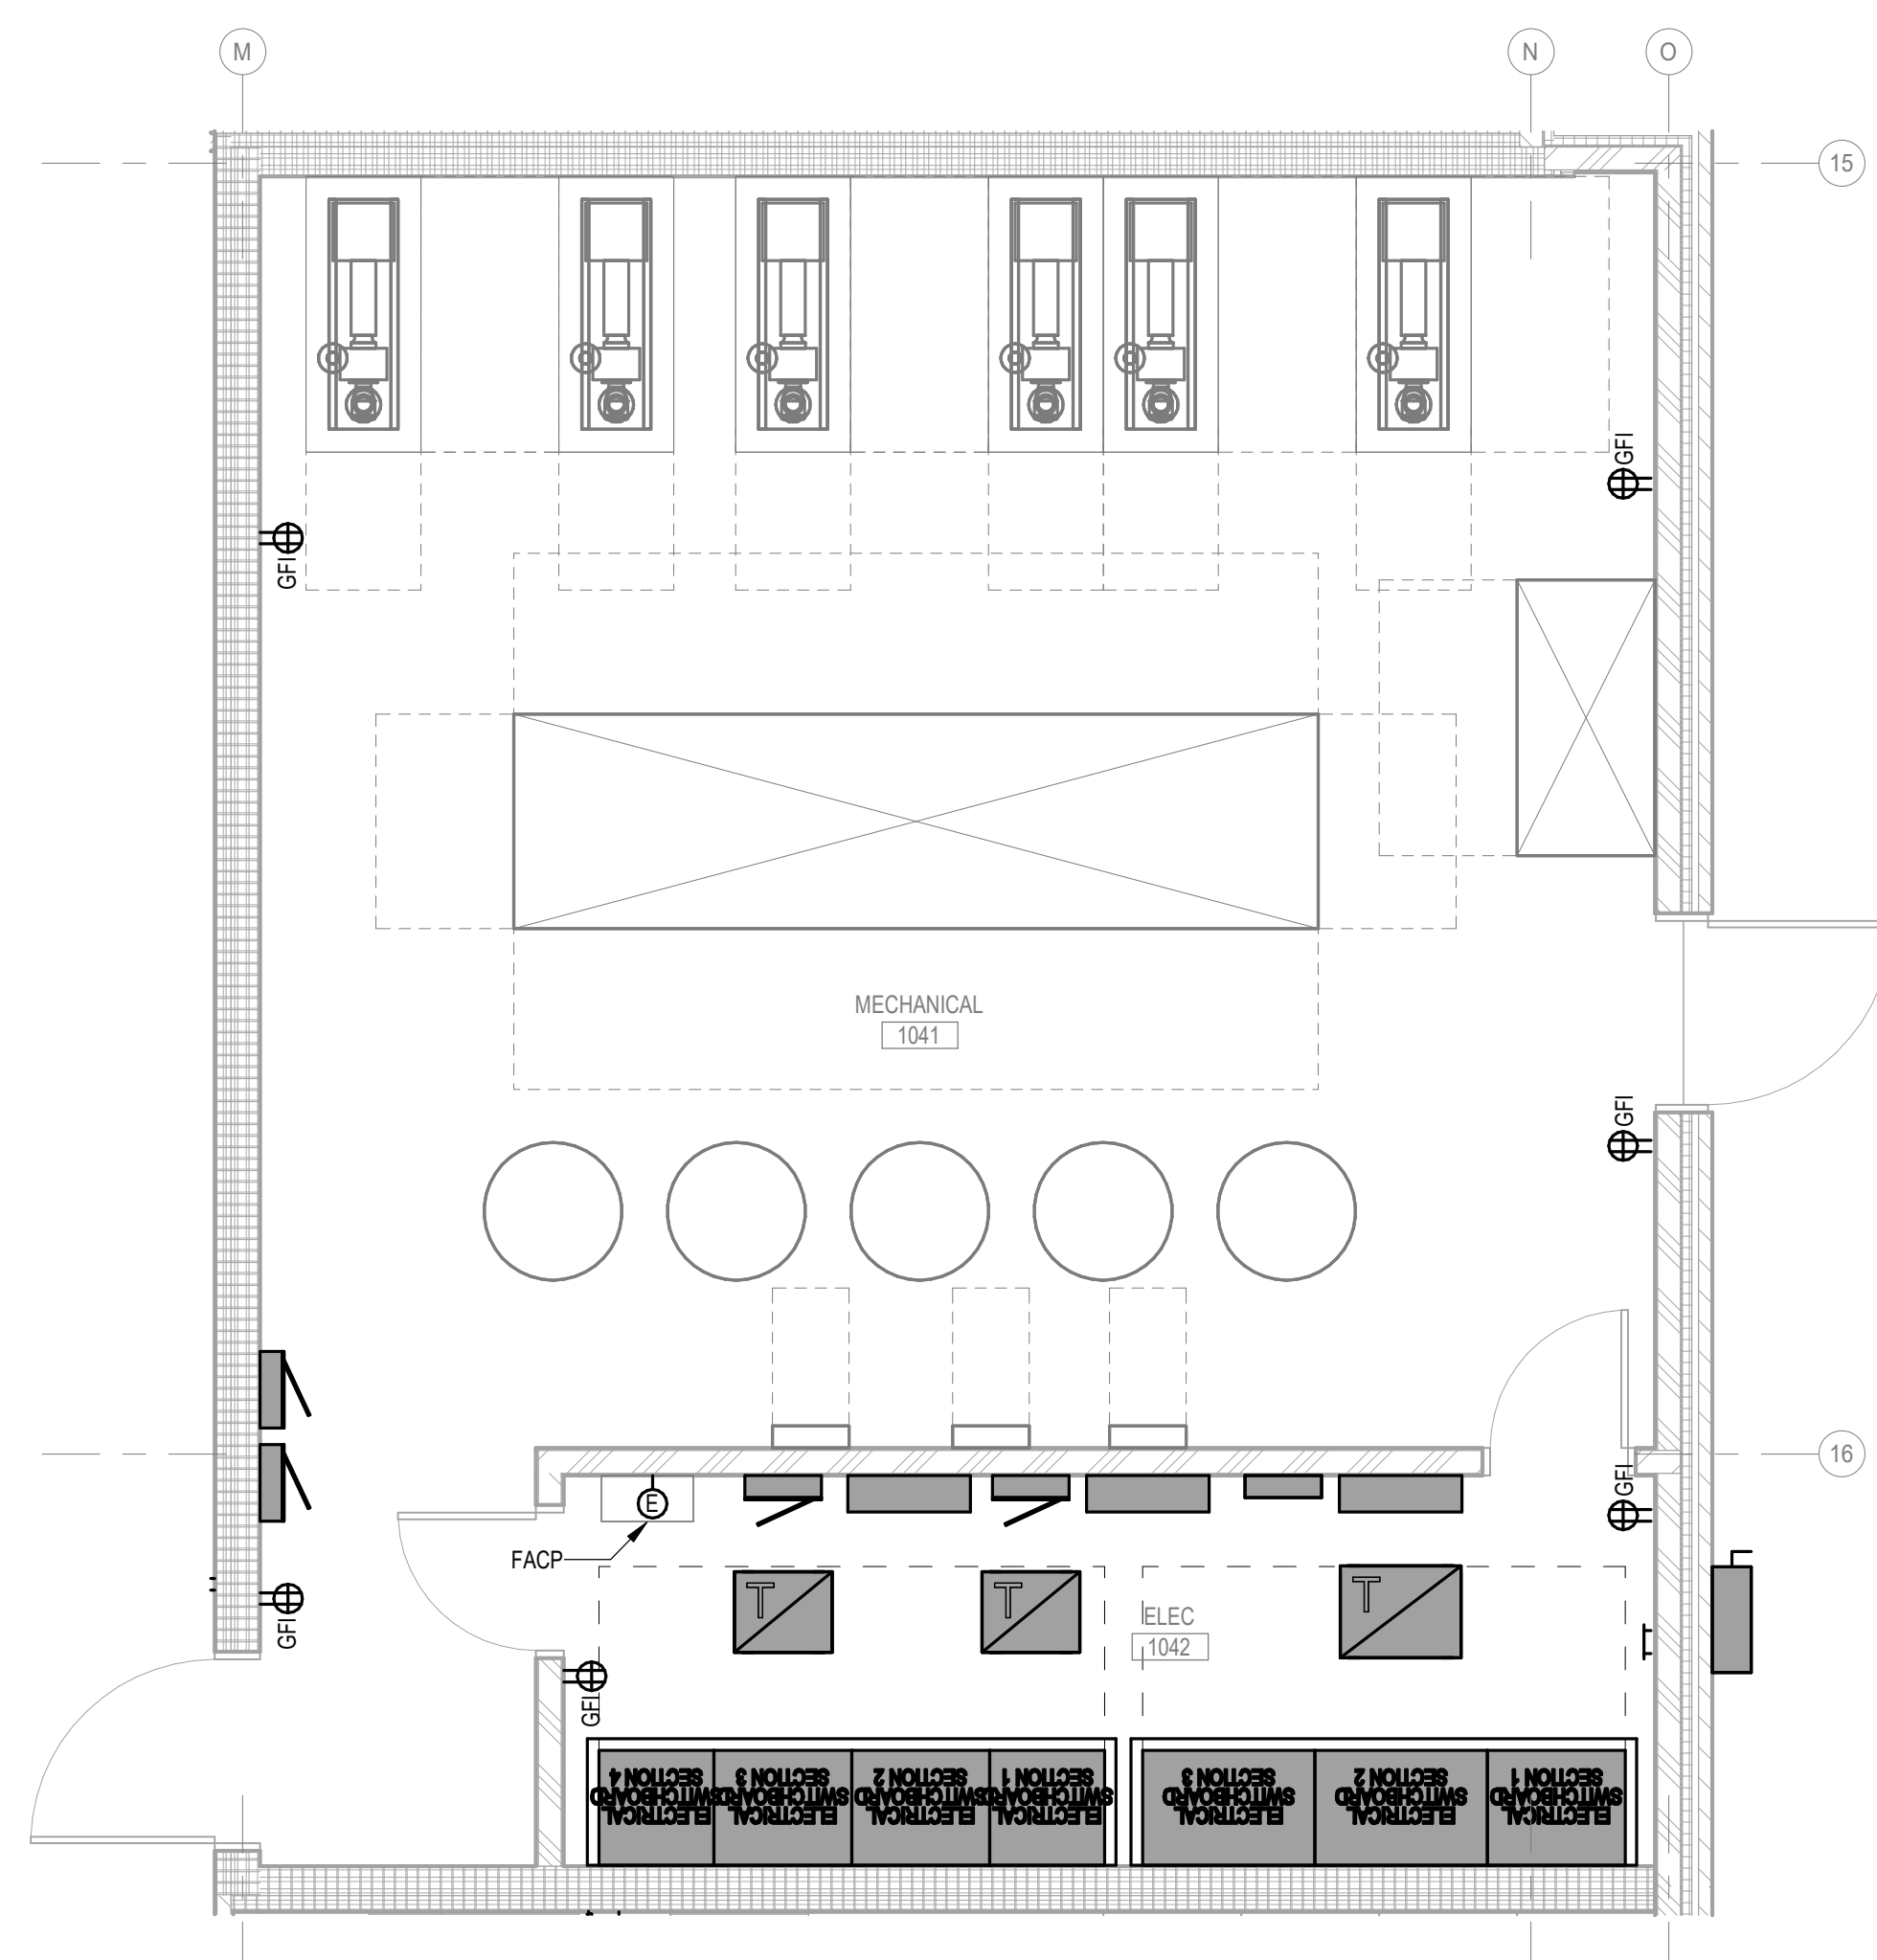 M
N
O
15
GFI
GFI
MECHANICAL
1041
GFI
16
GFI
E
FACP
T
T
T
ELEC
1042
GFI
GFI
ELECTRICAL
SWITCHBOARD
SECTION 4
ELECTRICAL
SWITCHBOARD
SECTION 3
ELECTRICAL
SWITCHBOARD
SECTION 2
ELECTRICAL
SWITCHBOARD
SECTION 1
ELECTRICAL
SWITCHBOARD
SECTION 3
ELECTRICAL
SWITCHBOARD
SECTION 2
ELECTRICAL
SWITCHBOARD
SECTION 1